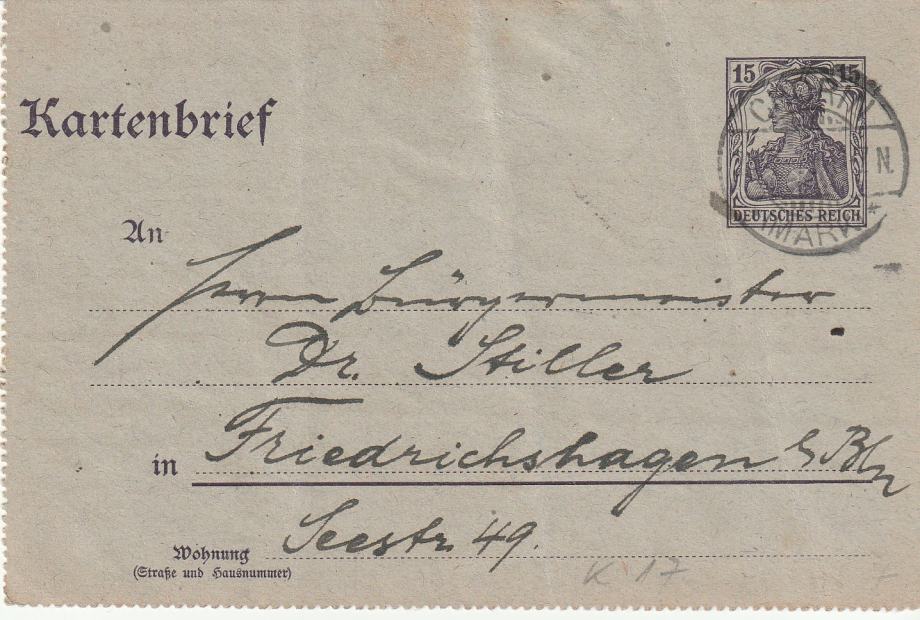 15 15
Kartenbrief
DEUTSCHES REICH
An
Herrn Bürgermeister
Dr. Stiller
in Friedrichshagen b/Bln
Seestr. 49.
Wohnung
(Straße und Hausnummer)
K 17